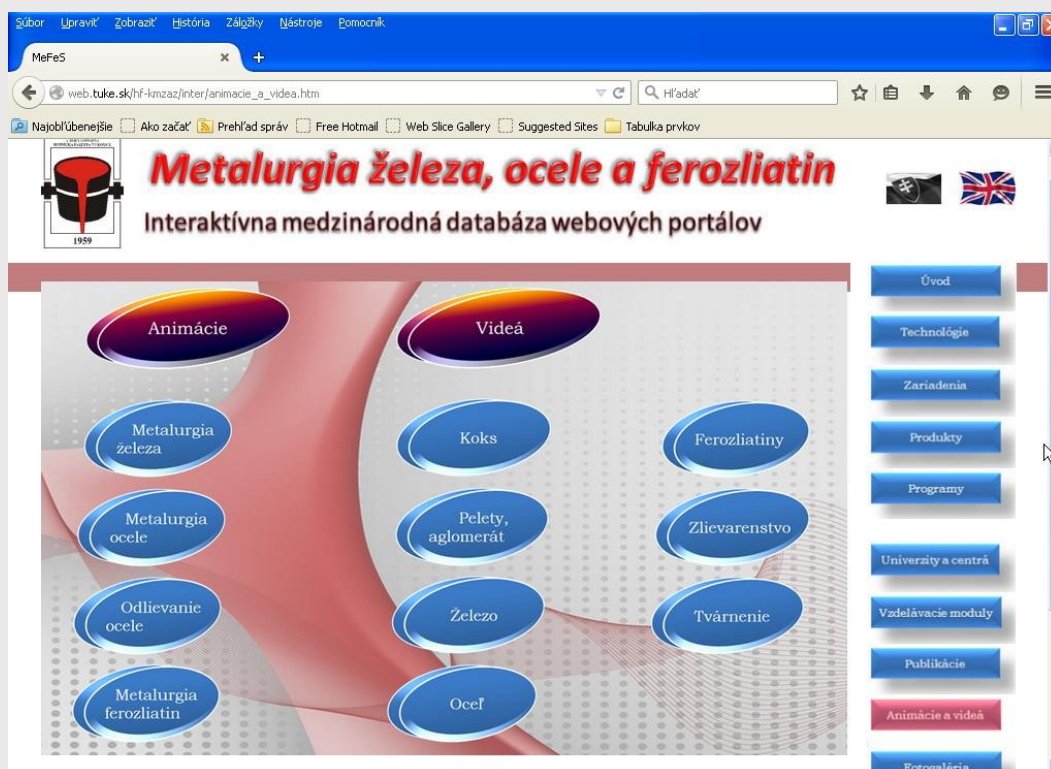 Súbor Upraviť Zobraziť História Záložky Nástroje Pomocník
MeFeS
web.tuke.sk/hf-kmzaz/inter/animacie_a_videa.htm
Hľadať
Najobľúbenejšie Ako začať Prehľad správ Free Hotmail Web Slice Gallery Suggested Sites Tabulka prvkov
Metalurgia železa, ocele a ferozliatin
Interaktívna medzinárodná databáza webových portálov
1959
Animácie
Videá
Metalurgia
železa
Koks
Ferozliatiny
Metalurgia
ocele
Pelety,
aglomerát
Zlievarenstvo
Odlievanie
ocele
Železo
Tvárnenie
Metalurgia
ferozliatin
Oceľ
Úvod
Technológie
Zariadenia
Produkty
Programy
Univerzity a centrá
Vzdelávacie moduly
Publikácie
Animácie a videá
Fotogaléria